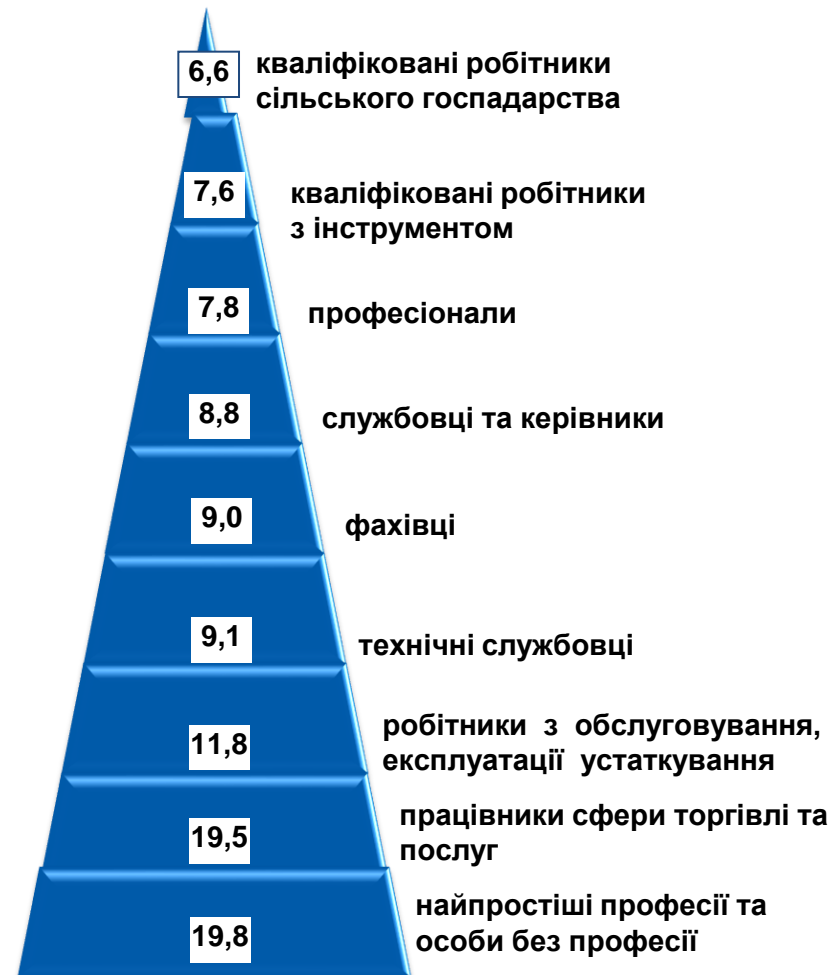 6,6
кваліфіковані робітники
сільського госпадарства
7,6
кваліфіковані робітники
з інструментом
7,8
професіонали
8,8
службовці та керівники
9,0
фахівці
9,1
технічні службовці
11,8
робітники з обслуговування,
експлуатації устаткування
19,5
працівники сфери торгівлі та
послуг
19,8
найпростіші професії та
особи без професії